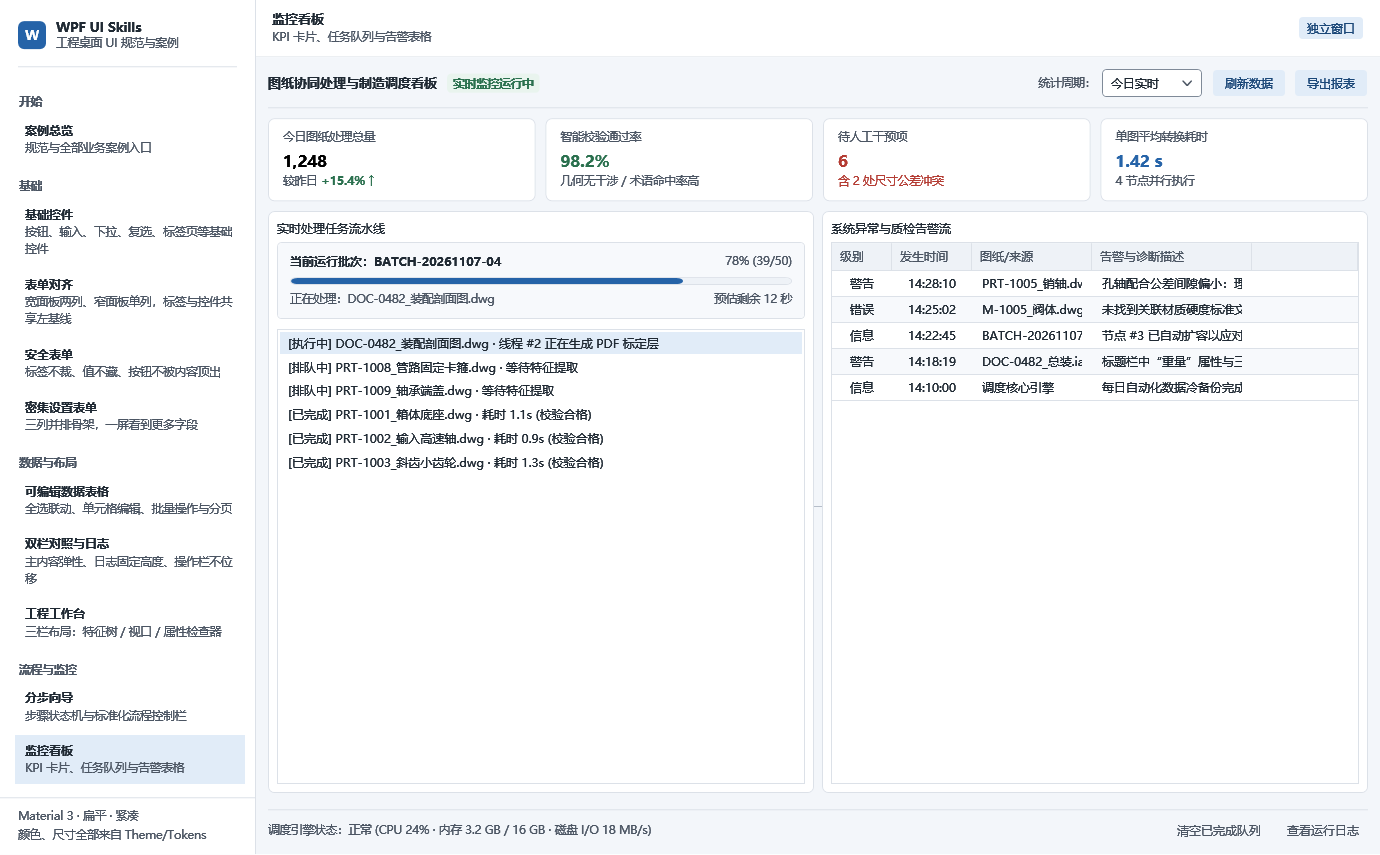 W
WPF UI Skills
工程桌面 UI 规范与案例
开始
案例总览
规范与全部业务案例入口
基础
基础控件
按钮、输入、下拉、复选、标签页等基础
控件
表单对齐
宽面板两列、窄面板单列，标签与控件共
享左基线
安全表单
标签不裁、值不藏、按钮不被内容顶出
密集设置表单
三列并排骨架，一屏看到更多字段
数据与布局
可编辑数据表格
全选联动、单元格编辑、批量操作与分页
双栏对照与日志
主内容弹性、日志固定高度、操作栏不位
移
工程工作台
三栏布局：特征树 / 视口 / 属性检查器
流程与监控
分步向导
步骤状态机与标准化流程控制栏
监控看板
KPI 卡片、任务队列与告警表格
Material 3 · 扁平 · 紧凑
颜色、尺寸全部来自 Theme/Tokens
监控看板
KPI 卡片、任务队列与告警表格
独立窗口
图纸协同处理与制造调度看板 实时监控运行中
统计周期: 今日实时 刷新数据 导出报表
今日图纸处理总量
1,248
较昨日 +15.4% ↑
智能校验通过率
98.2%
几何无干涉 / 术语命中率高
待人工干预项
6
含 2 处尺寸公差冲突
单图平均转换耗时
1.42 s
4 节点并行执行
实时处理任务流水线
当前运行批次：BATCH-20261107-04 78% (39/50)
正在处理：DOC-0482_装配剖面图.dwg 预估剩余 12 秒
[执行中] DOC-0482_装配剖面图.dwg · 线程 #2 正在生成 PDF 标定层
[排队中] PRT-1008_管路固定卡箍.dwg · 等待特征提取
[排队中] PRT-1009_轴承端盖.dwg · 等待特征提取
[已完成] PRT-1001_箱体底座.dwg · 耗时 1.1s (校验合格)
[已完成] PRT-1002_输入高速轴.dwg · 耗时 0.9s (校验合格)
[已完成] PRT-1003_斜齿小齿轮.dwg · 耗时 1.3s (校验合格)
系统异常与质检告警流
级别 发生时间 图纸/来源 告警与诊断描述
警告 14:28:10 PRT-1005_销轴.dv 孔轴配合公差间隙偏小：理
错误 14:25:02 M-1005_阀体.dwg 未找到关联材质硬度标准文
信息 14:22:45 BATCH-20261107 节点 #3 已自动扩容以应对
警告 14:18:19 DOC-0482_总装.ia 标题栏中“重量”属性与三
信息 14:10:00 调度核心引擎 每日自动化数据冷备份完成
调度引擎状态：正常 (CPU 24% · 内存 3.2 GB / 16 GB · 磁盘 I/O 18 MB/s)
清空已完成队列 查看运行日志